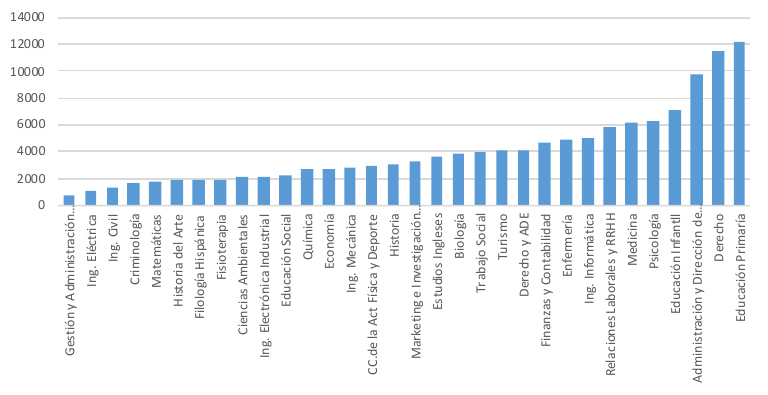 14000
12000
10000
8000
6000
4000
2000
0
Gestión y Administración…
Ing. Eléctrica
Ing. Civil
Criminología
Matemáticas
Historia del Arte
Filología Hispánica
Fisioterapia
Ciencias Ambientales
Ing. Electrónica Industrial
Educación Social
Química
Economía
Ing. Mecánica
CC.de la Act Física y Deporte
Historia
Marketing e Investigación…
Estudios Ingleses
Biología
Trabajo Social
Turismo
Derecho y ADE
Finanzas y Contabilidad
Enfermería
Ing. Informática
Relaciones Laborales y RRHH
Medicina
Psicología
Educación Infantll
Administración y Dirección de…
Derecho
Educación Primaría